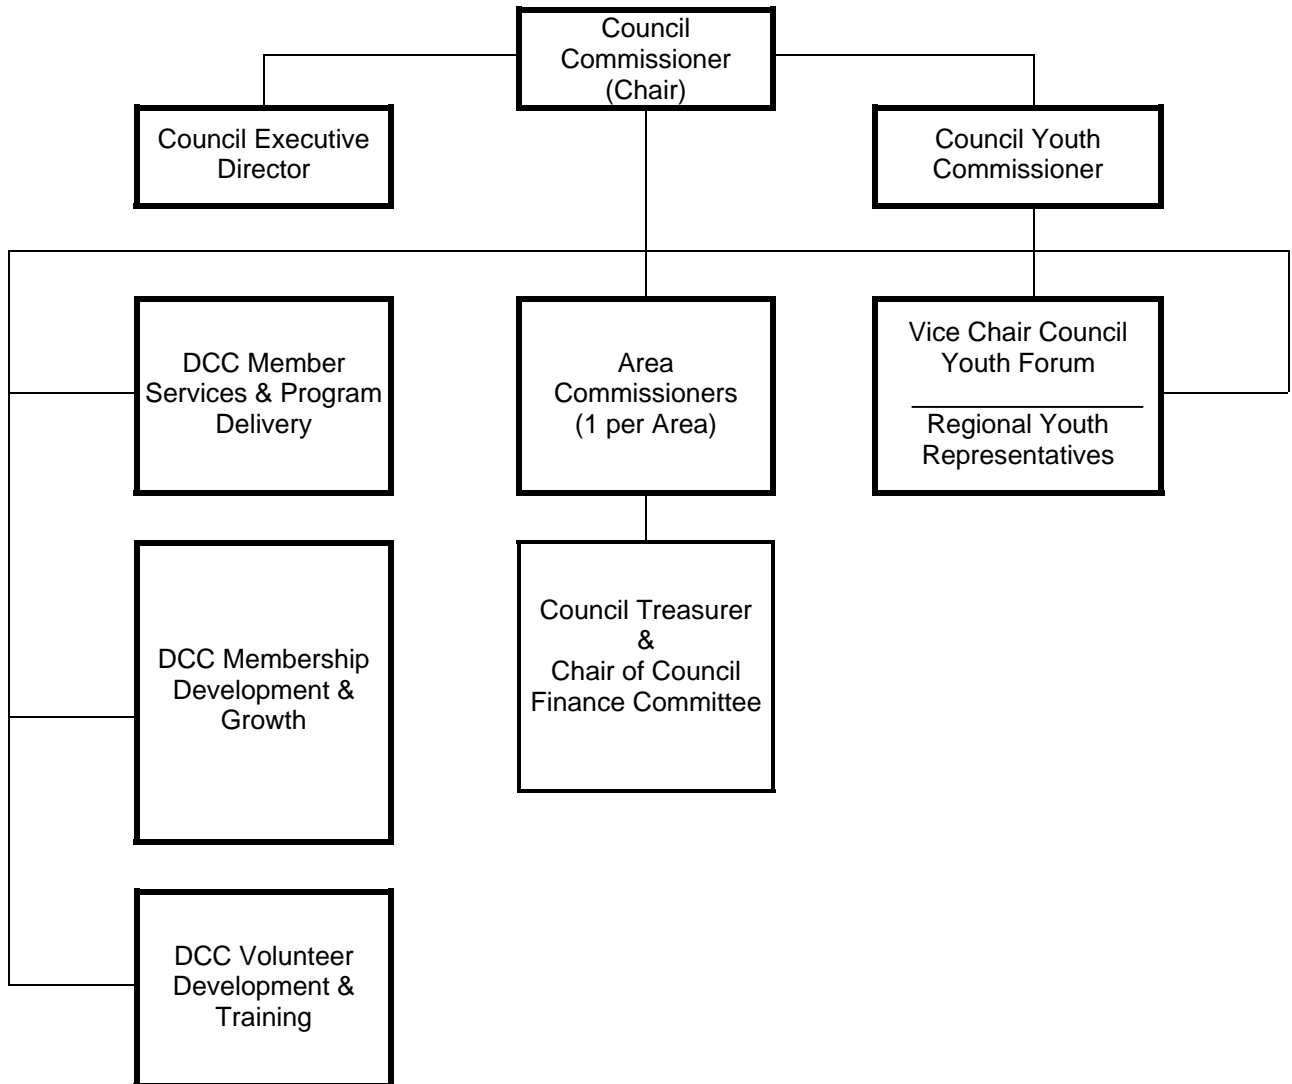 Council
Commissioner
(Chair)
Council Executive
Director
Council Youth
Commissioner
DCC Member
Services & Program
Delivery
Area
Commissioners
(1 per Area)
Vice Chair Council
Youth Forum
Regional Youth
Representatives
DCC Membership
Development &
Growth
Council Treasurer
&
Chair of Council
Finance Committee
DCC Volunteer
Development &
Training